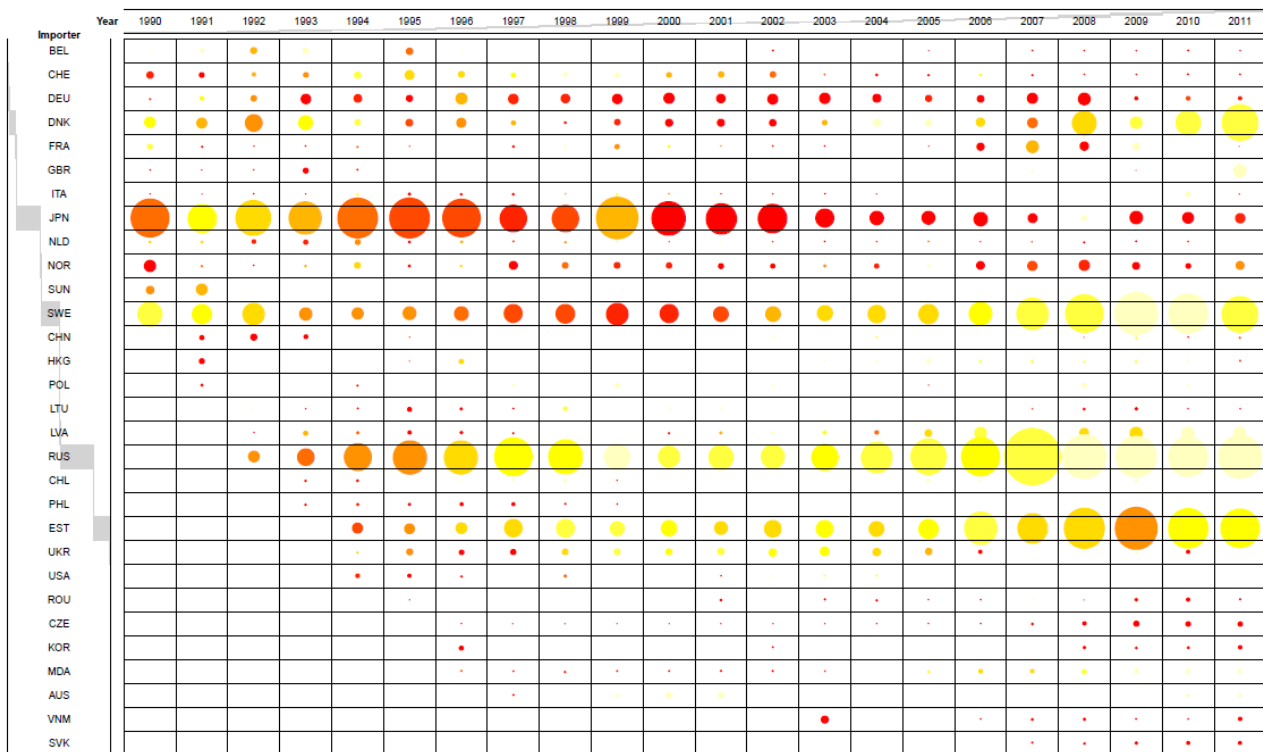 Year 1990 1991 1992 1993 1994 1995 1996 1997 1998 1999 2000 2001 2002 2003 2004 2005 2006 2007 2008 2009 2010 2011
Importer
BEL
CHE
DEU
DNK
FRA
GBR
ITA
JPN
NLD
NOR
SUN
SWE
CHN
HKG
POL
LTU
LVA
RUS
CHL
PHL
EST
UKR
USA
ROU
CZE
KOR
MDA
AUS
VNM
SVK